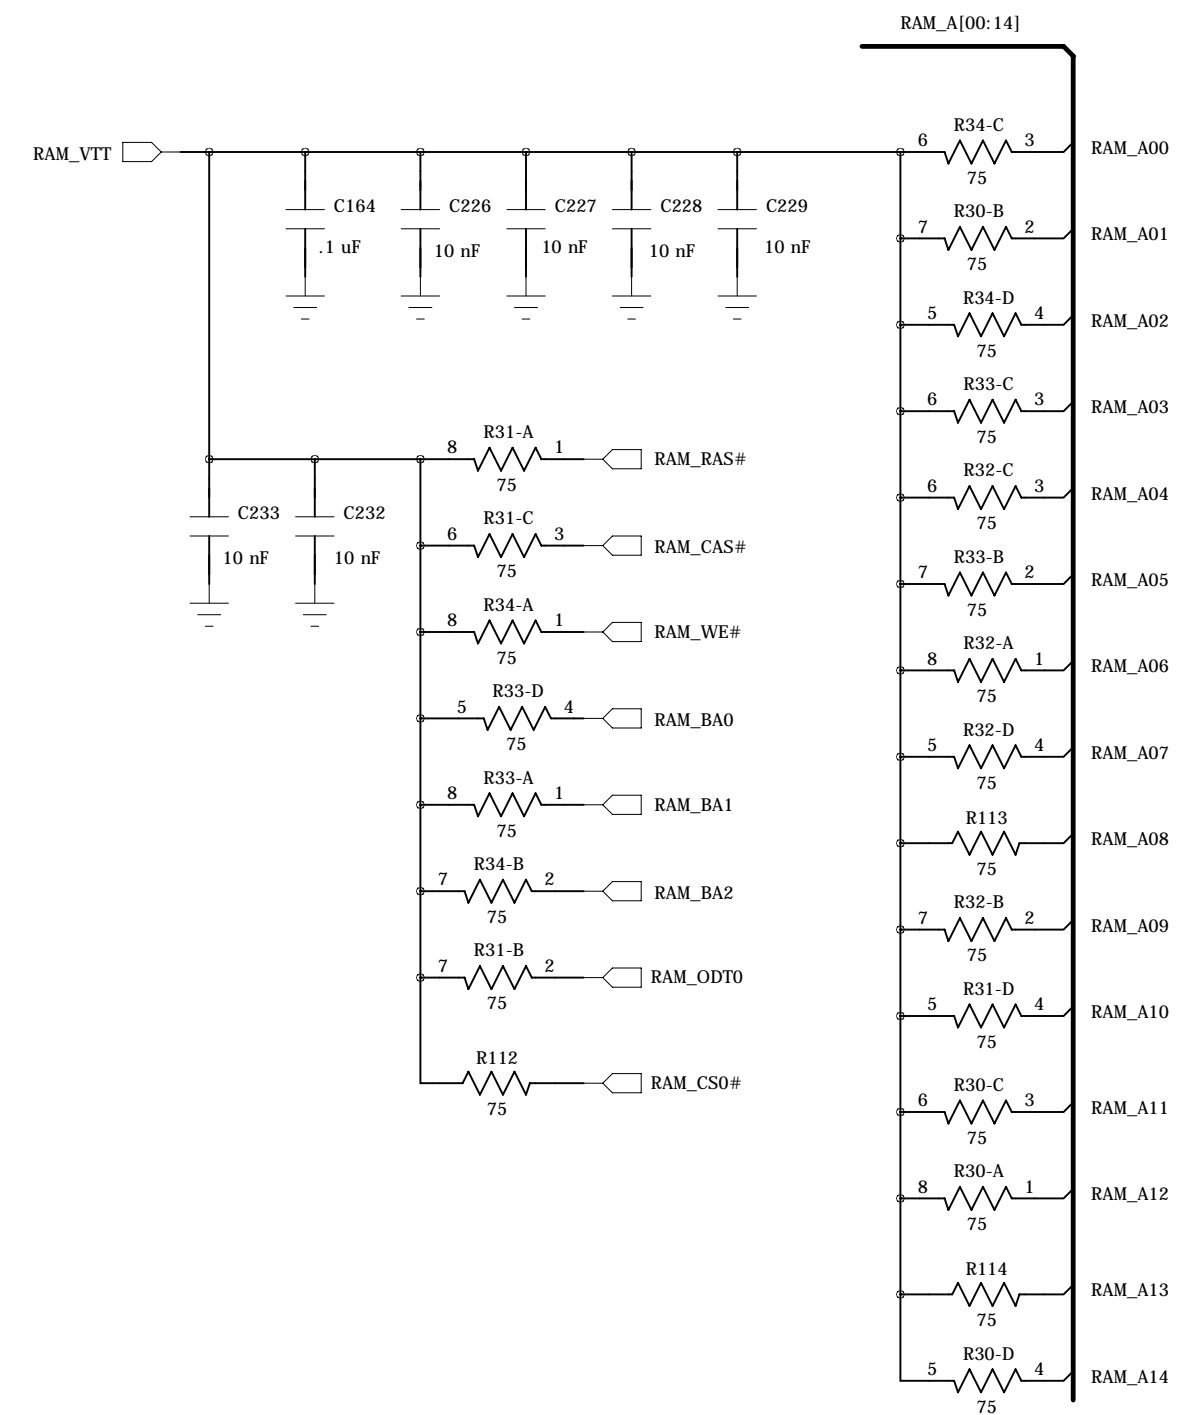 RAM_A[00:14]
RAM_VTT
C164
.1 uF
C226
10 nF
C227
10 nF
C228
10 nF
C229
10 nF
C233
10 nF
C232
10 nF
R31-A
8 1
75
RAM_RAS#
R31-C
6 3
75
RAM_CAS#
R34-A
8 1
75
RAM_WE#
R33-D
5 4
75
RAM_BA0
R33-A
8 1
75
RAM_BA1
R34-B
7 2
75
RAM_BA2
R31-B
7 2
75
RAM_ODT0
R112
75
RAM_CS0#
R34-C
6 3
75
RAM_A00
R30-B
7 2
75
RAM_A01
R34-D
5 4
75
RAM_A02
R33-C
6 3
75
RAM_A03
R32-C
6 3
75
RAM_A04
R33-B
7 2
75
RAM_A05
R32-A
8 1
75
RAM_A06
R32-D
5 4
75
RAM_A07
R113
75
RAM_A08
R32-B
7 2
75
RAM_A09
R31-D
5 4
75
RAM_A10
R30-C
6 3
75
RAM_A11
R30-A
8 1
75
RAM_A12
R114
75
RAM_A13
R30-D
5 4
75
RAM_A14